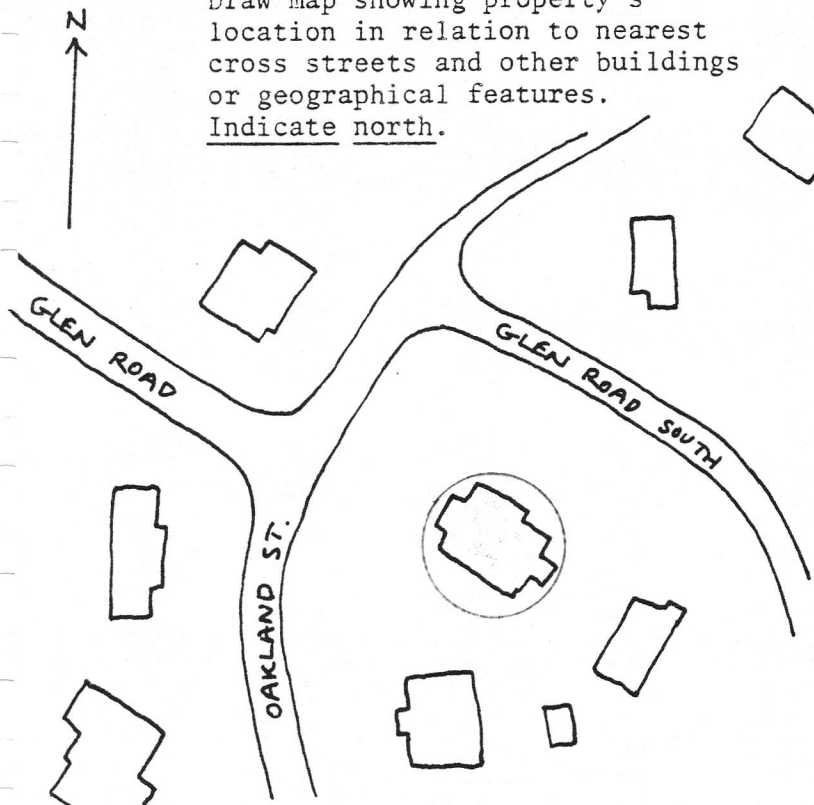 Draw map showing property's
location in relation to nearest
cross streets and other buildings
or geographical features.
Indicate north.
N
GLEN ROAD
GLEN ROAD SOUTH
OAKLAND ST.